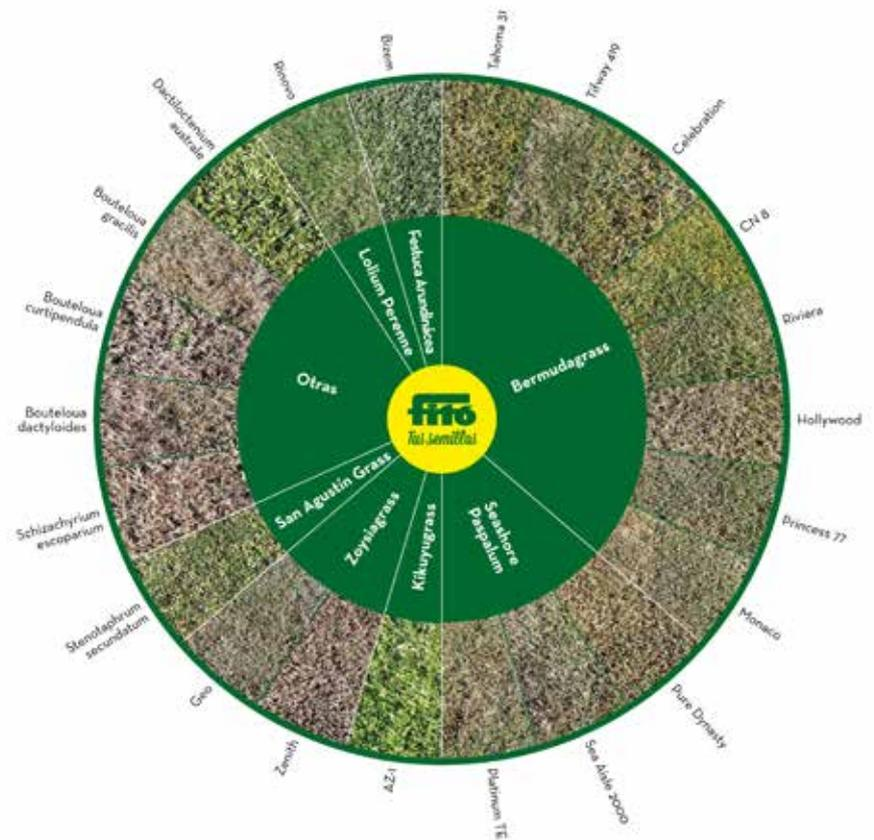 Tahoma 31
Tifway 419
Celebration
CN 8
Riviera
Hollywood
Princess 77
Monaco
Pure Dynasty
Sea Aisle 2000
Platinum TE
AZ-1
Zenith
Geo
Stenotaphrum
secundatum
Schizachyrium
escoparium
Bouteloua
dactyloides
Bouteloua
curtipendula
Bouteloua
gracilis
Dactiloctenium
australe
Rinovo
Bizem
Bermudagrass
Seashore
Paspalum
Kikuyugrass
Zoysiagrass
San Agustín Grass
Otras
Lolium Perenne
Festuca Arundinácea
fitó
Tus semillas